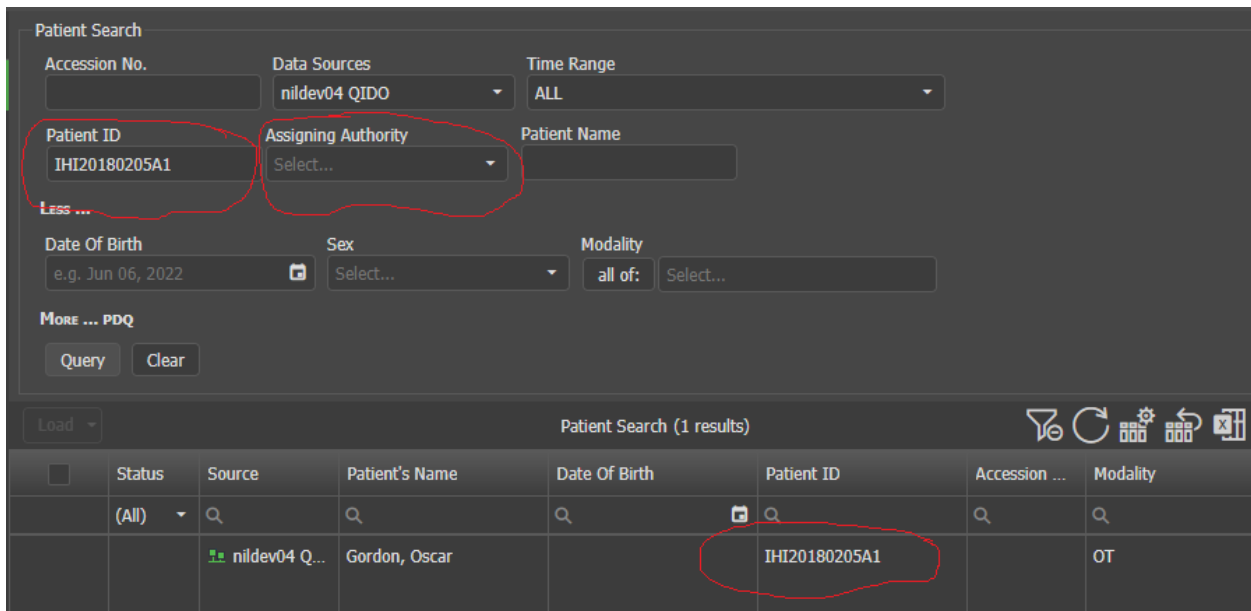 Patient Search
Accession No. Data Sources Time Range
nildev04 QIDO ALL
Patient ID Assigning Authority Patient Name
IHI20180205A1 Select...
Less ...
Date Of Birth Sex Modality
e.g. Jun 06, 2022 Select... all of: Select...
More ... PDQ
Query Clear
Load Patient Search (1 results)
Status Source Patient's Name Date Of Birth Patient ID Accession ... Modality
(All)
nildev04 Q... Gordon, Oscar IHI20180205A1 OT